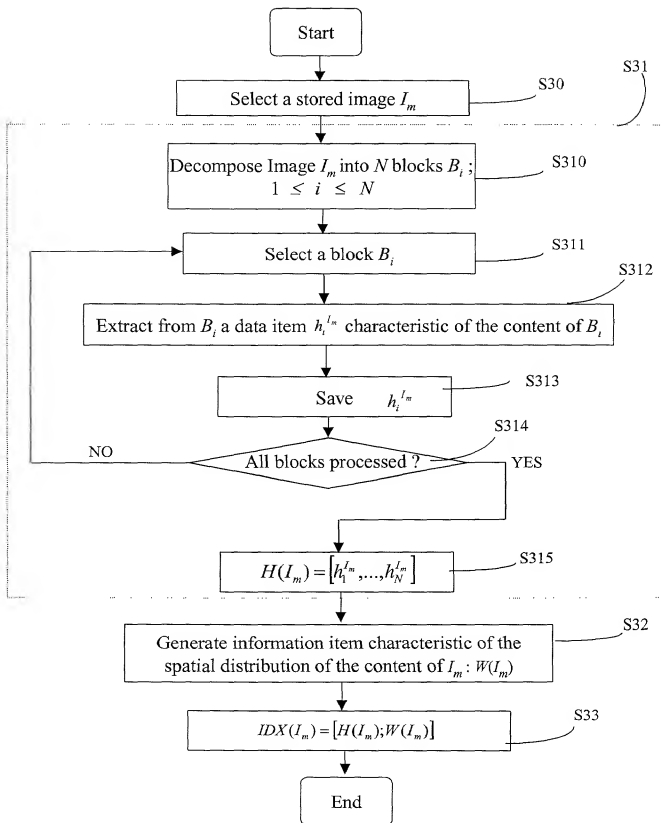 Start
S31
S30
Select a stored image I_m
Decompose Image I_m into N blocks B_i ;
1 ≤ i ≤ N
S310
Select a block B_i
S311
S312
Extract from B_i a data item h_i^{I_m} characteristic of the content of B_i
S313
Save h_i^{I_m}
S314
NO
All blocks processed ?
YES
H(I_m) = [h_1^{I_m},...,h_N^{I_m}]
S315
S32
Generate information item characteristic of the
spatial distribution of the content of I_m : W(I_m)
S33
IDX(I_m) = [H(I_m);W(I_m)]
End